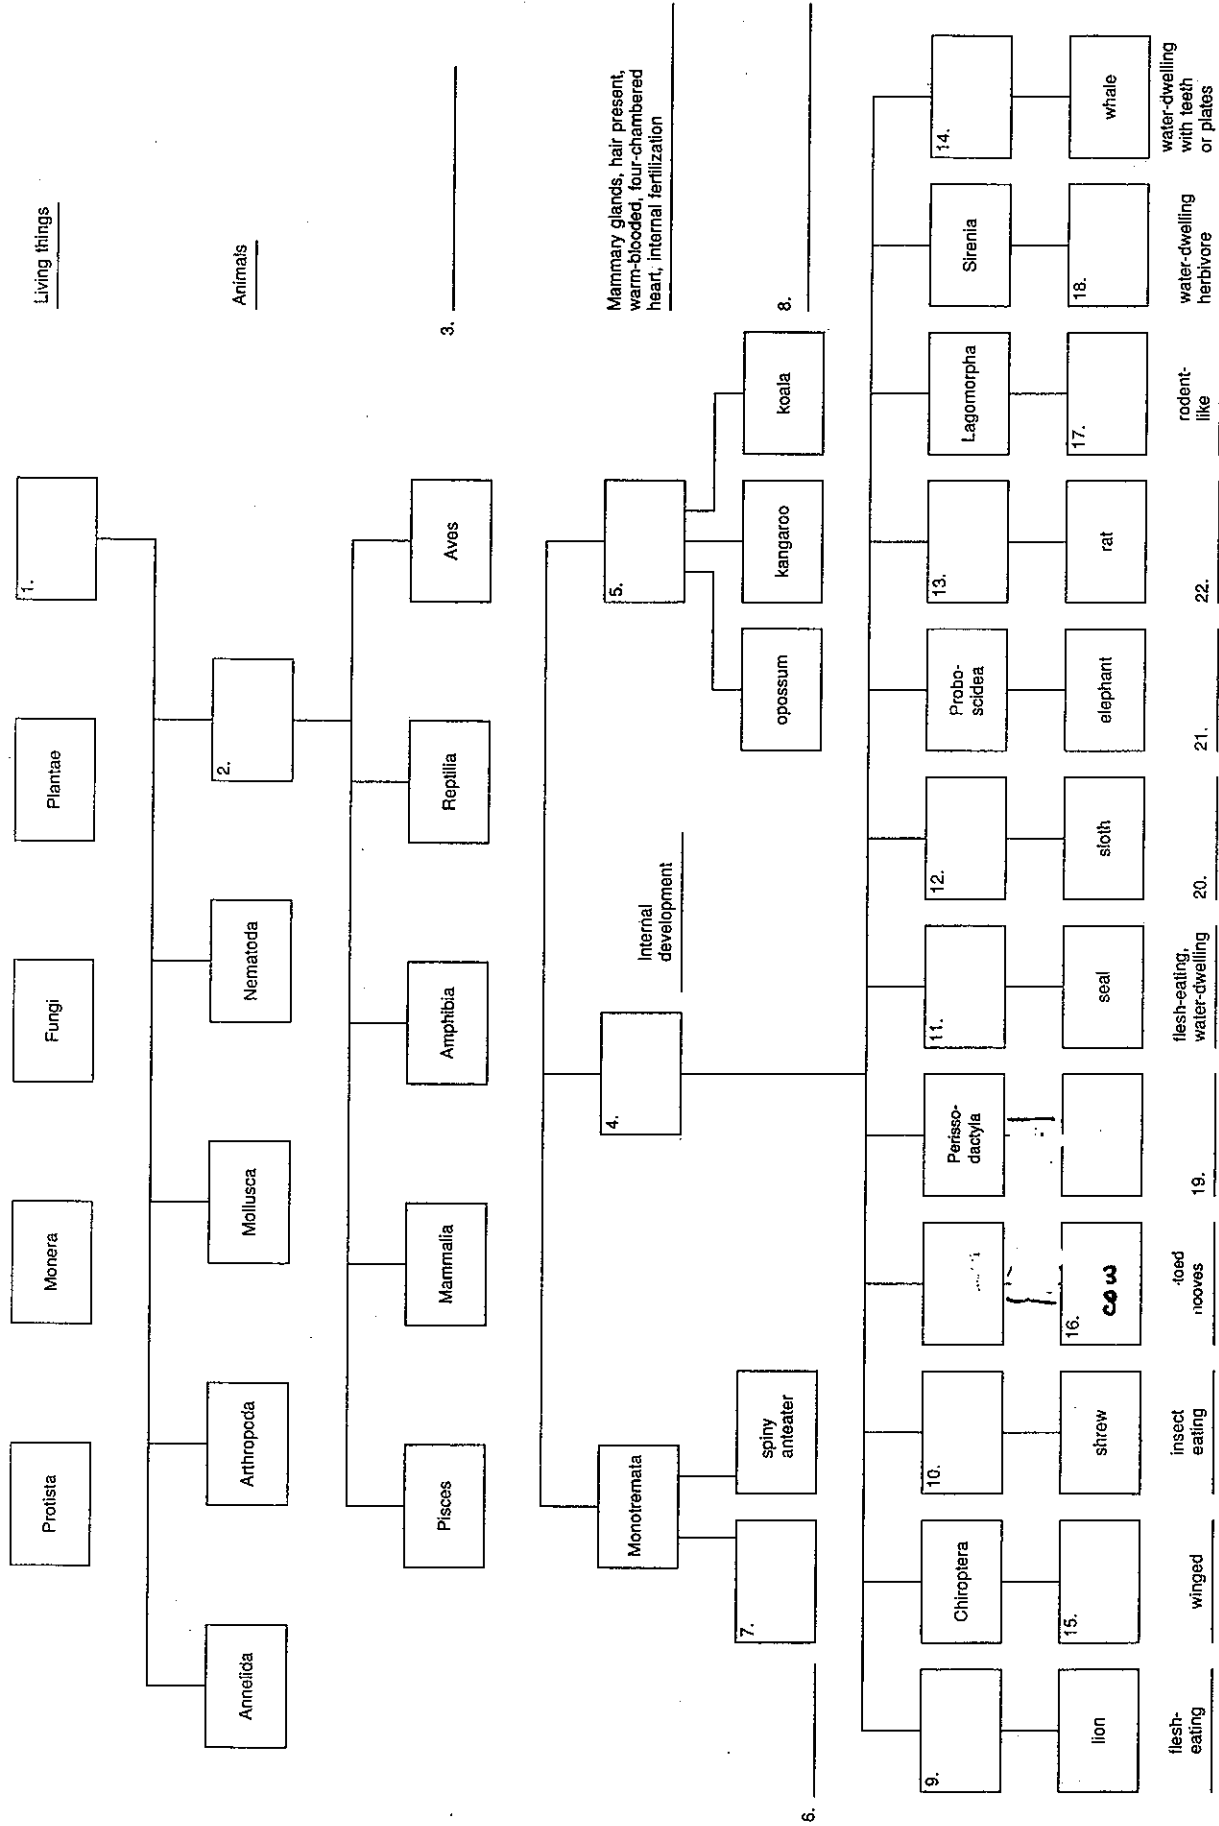 Living things
Protista
Monera
Fungi
Plantae
1.
Animals
Annelida
Arthropoda
Mollusca
Nematoda
2.
3.
Pisces
Mammalia
Amphibia
Reptilia
Aves
Mammary glands, hair present,
warm-blooded, four-chambered
heart, internal fertilization
Monotremata
4.
Internal
development
5.
6.
7.
spiny
anteater
opossum
kangaroo
koala
8.
9.
Chiroptera
10.
Perisso-
dactyla
11.
12.
Probo-
scidea
13.
Lagomorpha
Sirenia
14.
lion
15.
shrew
16.
cow
seal
sloth
elephant
rat
17.
18.
whale
flesh-
eating
winged
insect
eating
-toed
hooves
19.
flesh-eating,
water-dwelling
20.
21.
22.
rodent-
like
water-dwelling
herbivore
water-dwelling
with teeth
or plates